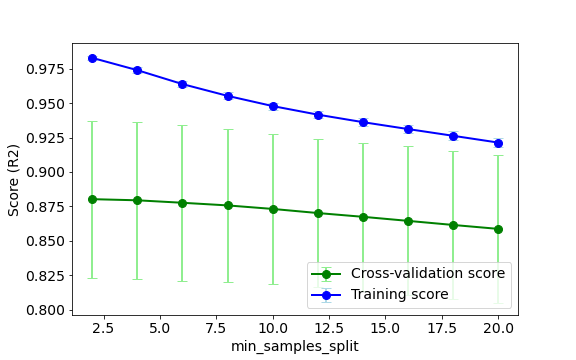 Score (R2)
0.975
0.950
0.925
0.900
0.875
0.850
0.825
0.800
Cross-validation score
Training score
2.5 5.0 7.5 10.0 12.5 15.0 17.5 20.0
min_samples_split